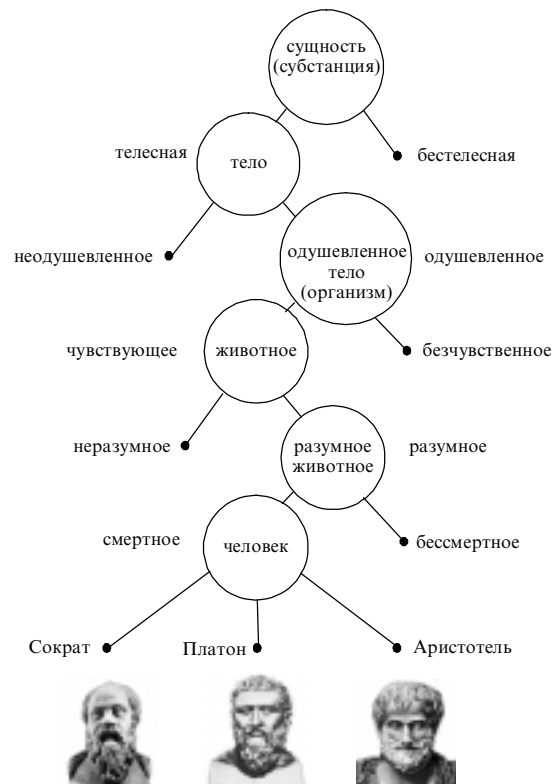 сущность
(субстанция)
телесная
тело
бестелесная
неодушевленное
одушевленное
тело
(организм)
одушевленное
чувствующее
животное
безчувственное
неразумное
разумное
животное
разумное
смертное
человек
бессмертное
Сократ
Платон
Аристотель